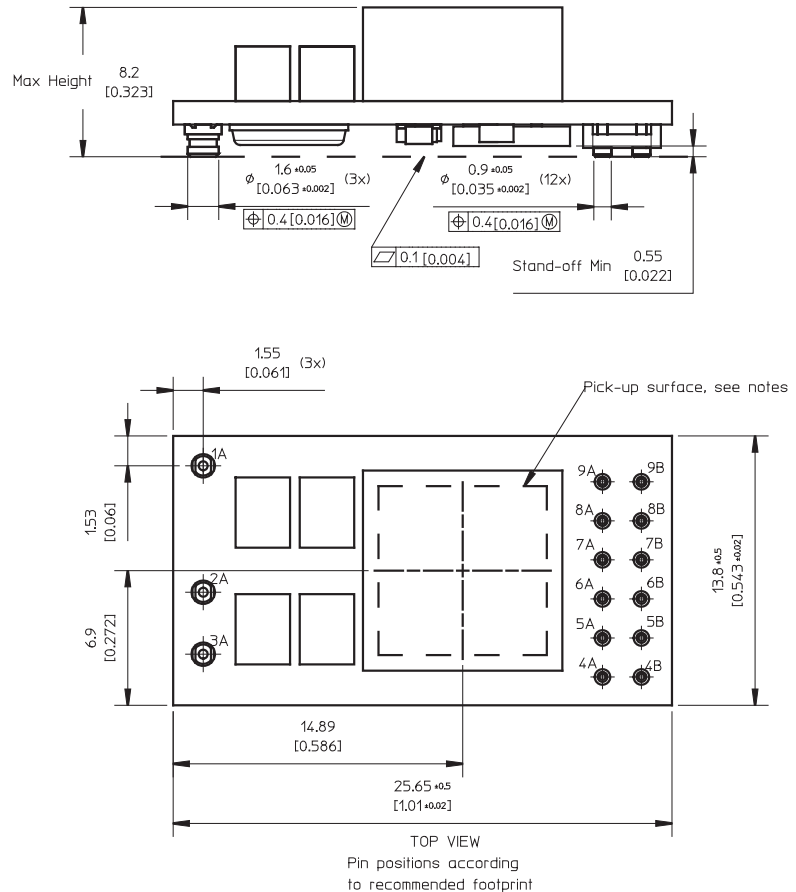 Max Height 8.2
[0.323]
ø 1.6 ±0.05 (3x)
[0.063 ±0.002]
⌖ 0.4 [0.016] Ⓜ
ø 0.9 ±0.05 (12x)
[0.035 ±0.002]
⌖ 0.4 [0.016] Ⓜ
⏥ 0.1 [0.004]
Stand-off Min 0.55
[0.022]
1.55 (3x)
[0.061]
Pick-up surface, see notes
1A
9A 9B
8A 8B
1.53
[0.06]
7A 7B
2A
6A 6B
13.8 ±0.5
[0.543 ±0.02]
6.9
[0.272]
5A 5B
3A
4A 4B
14.89
[0.586]
25.65 ±0.5
[1.01 ±0.02]
TOP VIEW
Pin positions according
to recommended footprint